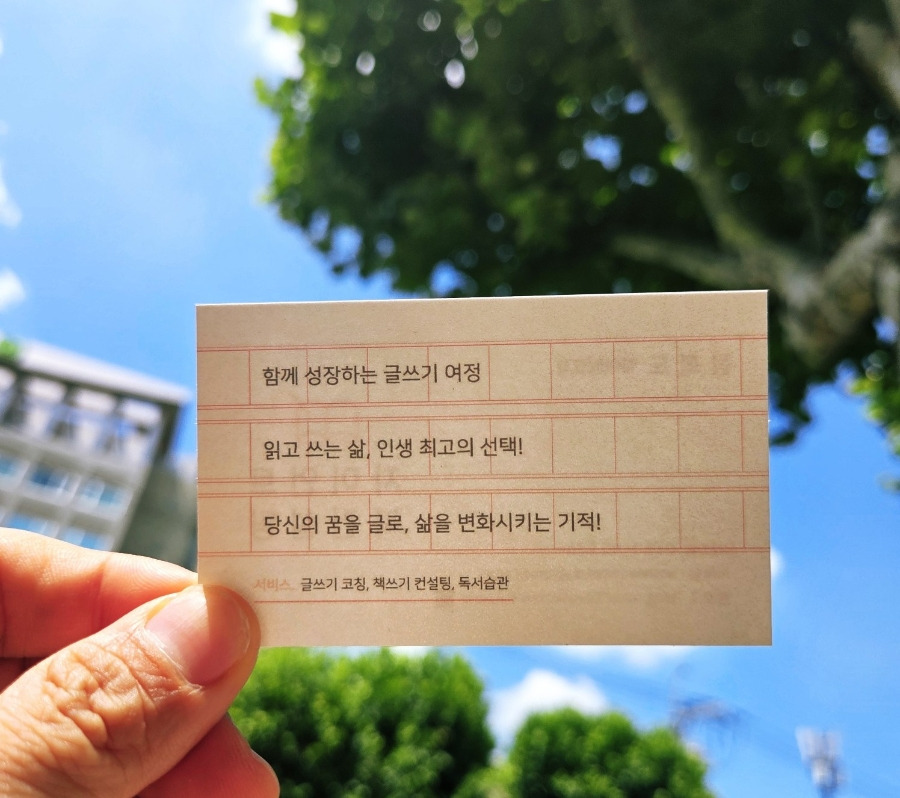 함께 성장하는 글쓰기 여정
읽고 쓰는 삶, 인생 최고의 선택!
당신의 꿈을 글로, 삶을 변화시키는 기적!
서비스 글쓰기 코칭, 책쓰기 컨설팅, 독서습관